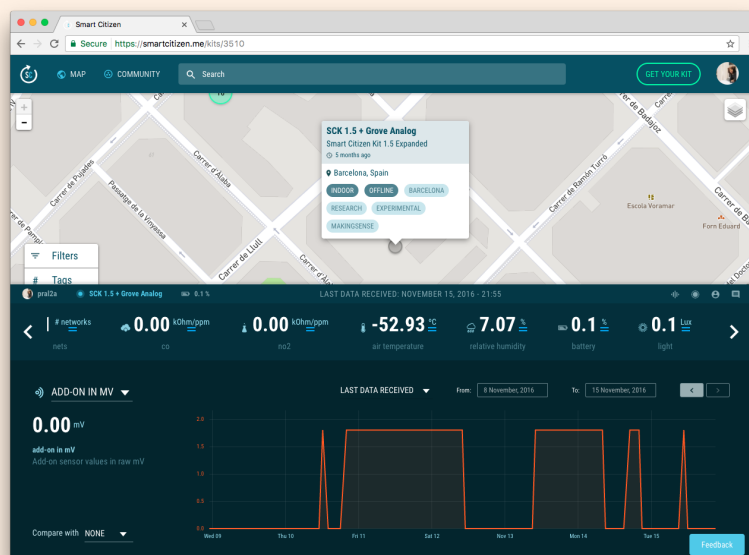 Smart Citizen
Secure https://smartcitizen.me/kits/3510
SC MAP COMMUNITY Search GET YOUR KIT
Carrer de Badajoz
SCK 1.5 + Grove Analog
Smart Citizen Kit 1.5 Expanded
5 months ago
Barcelona, Spain
INDOOR OFFLINE BARCELONA
RESEARCH EXPERIMENTAL
MAKINGSENSE
Carrer de Pujades
Carrer d'Àlaba
Passatge de la Vinyassa
Carrer de Ramón Turró
Escola Voramar
Forn Eduard
Carrer de Llull
Filters
# Tags
pral2a SCK 1.5 + Grove Analog 0.1 % LAST DATA RECEIVED: NOVEMBER 15, 2016 - 21:55
# networks 0.00 kOhm/ppm 0.00 kOhm/ppm -52.93 ºC 7.07 % 0.1 % 0.1 Lux
nets co no2 air temperature relative humidity battery light
ADD-ON IN MV LAST DATA RECEIVED From: 8 November, 2016 To: 15 November, 2016
0.00 mV
add-on in mV
Add-on sensor values in raw mV
2.0
1.5
1.0
0.5
0.0
Wed 09 Thu 10 Fri 11 Sat 12 Nov 13 Mon 14 Tue 15
Compare with NONE
Feedback